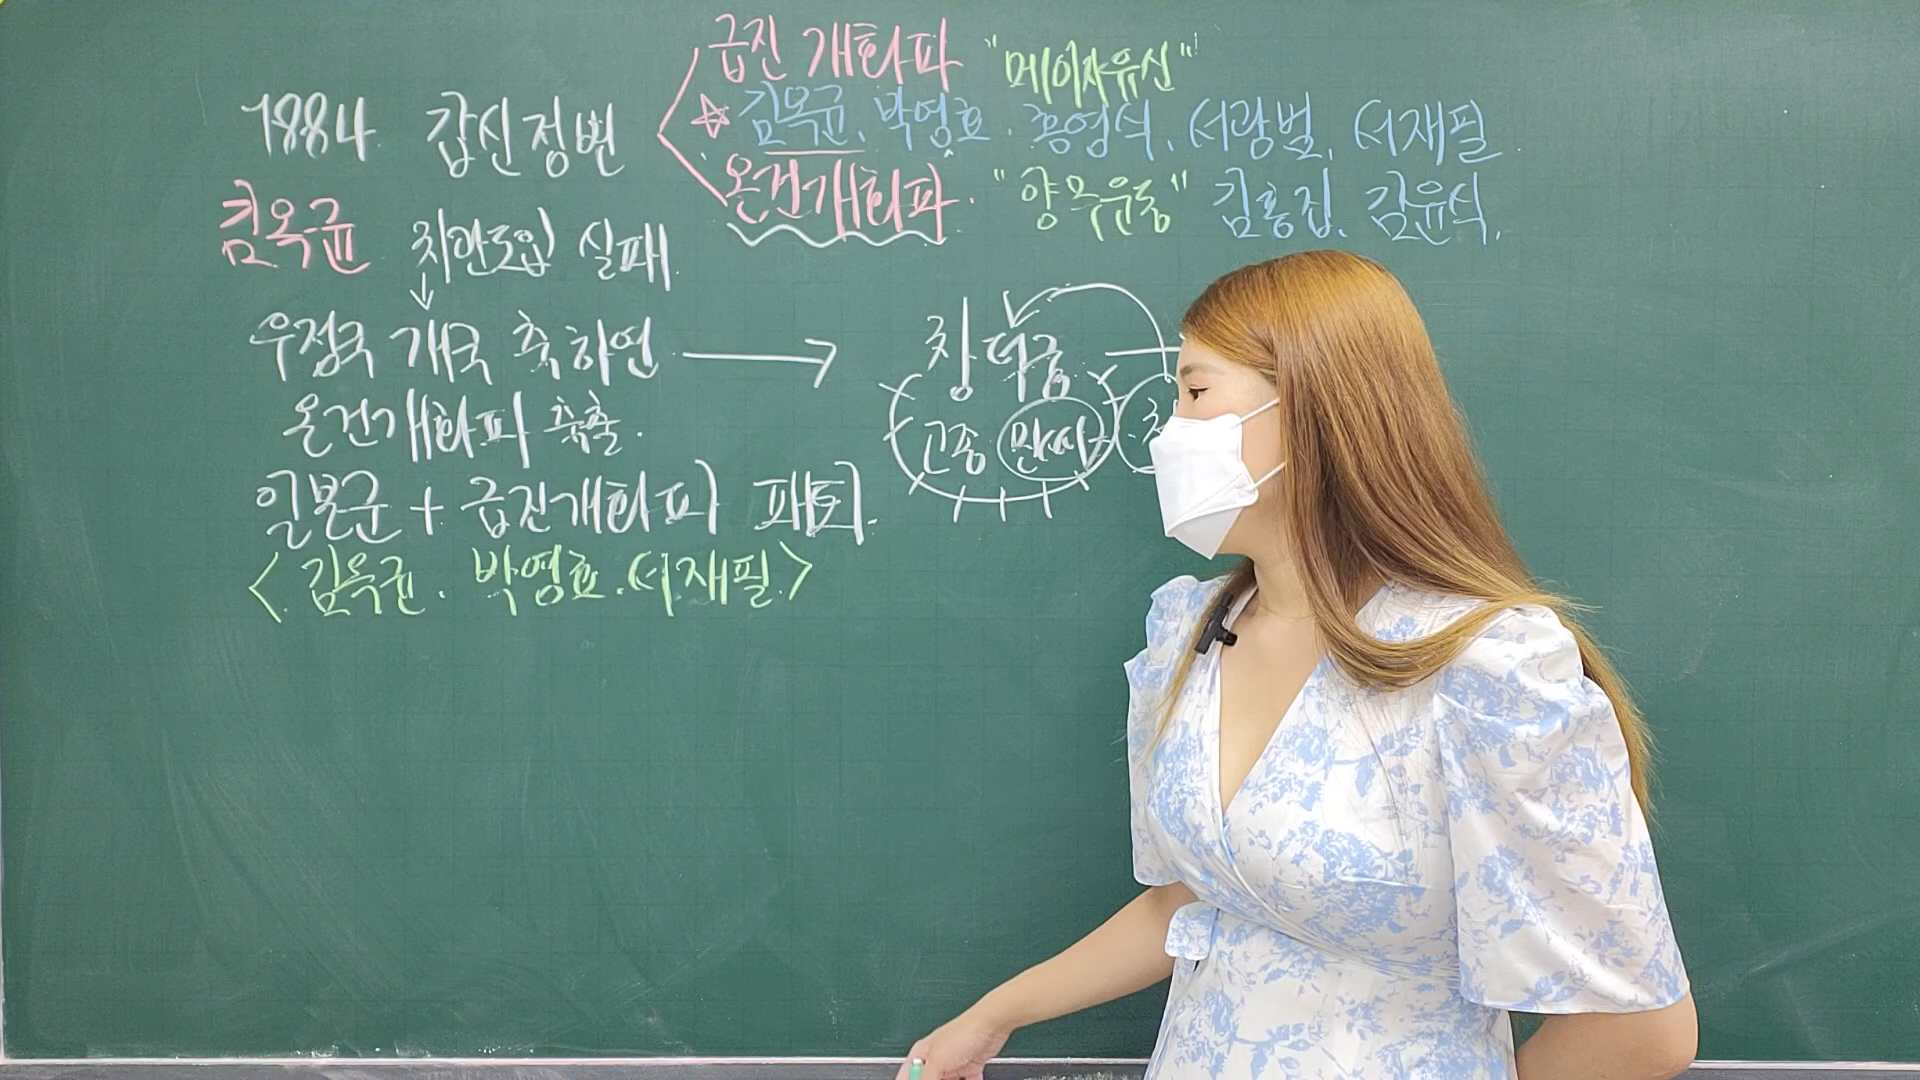 급진개화파 "메이지유신"
1884 갑신정변
☆ 김옥균. 박영효. 홍영식. 서광범. 서재필.
온건개화파. "양무운동" 김홍집. 김윤식.
김옥균 차관도입 실패.
우정국 개국 축하연 →
창덕궁
온건개화파 축출.
고종 민씨
일본군 + 급진개화파 패퇴.
<김옥균. 박영효. 서재필>